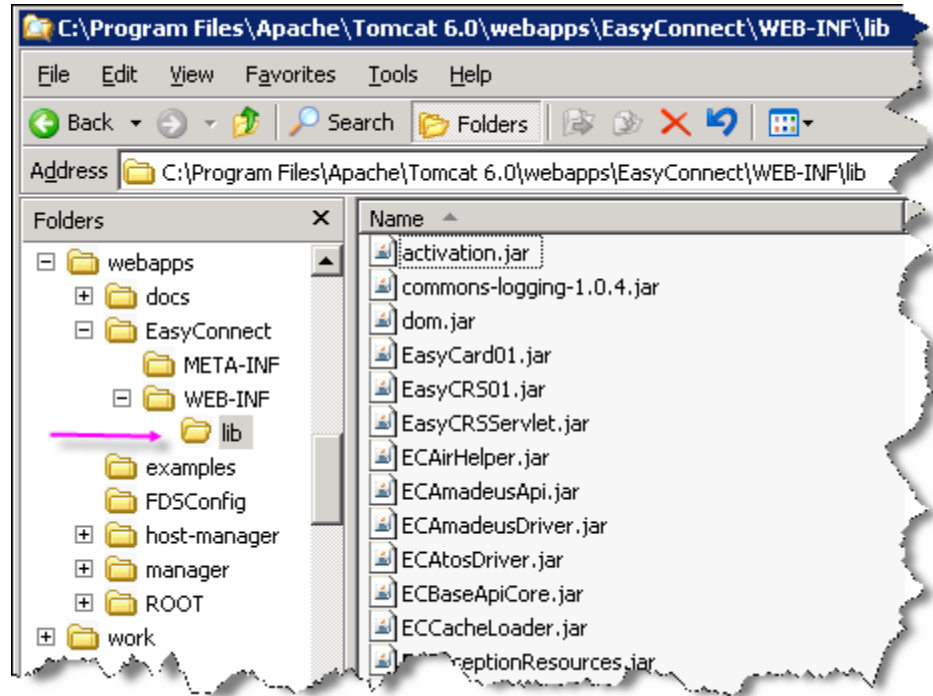 C:\Program Files\Apache\Tomcat 6.0\webapps\EasyConnect\WEB-INF\lib
File Edit View Favorites Tools Help
Back Search Folders
Address C:\Program Files\Apache\Tomcat 6.0\webapps\EasyConnect\WEB-INF\lib
Folders
webapps
docs
EasyConnect
META-INF
WEB-INF
lib
examples
FDSConfig
host-manager
manager
ROOT
work
Name
activation.jar
commons-logging-1.0.4.jar
dom.jar
EasyCard01.jar
EasyCRS01.jar
EasyCRSServlet.jar
ECAirHelper.jar
ECAmadeusApi.jar
ECAmadeusDriver.jar
ECAtosDriver.jar
ECBaseApiCore.jar
ECCacheLoader.jar